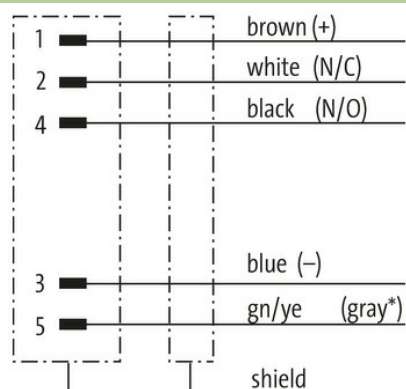 1 brown (+)
2 white (N/C)
4 black (N/O)
3 blue (–)
5 gn/ye (gray*)
shield